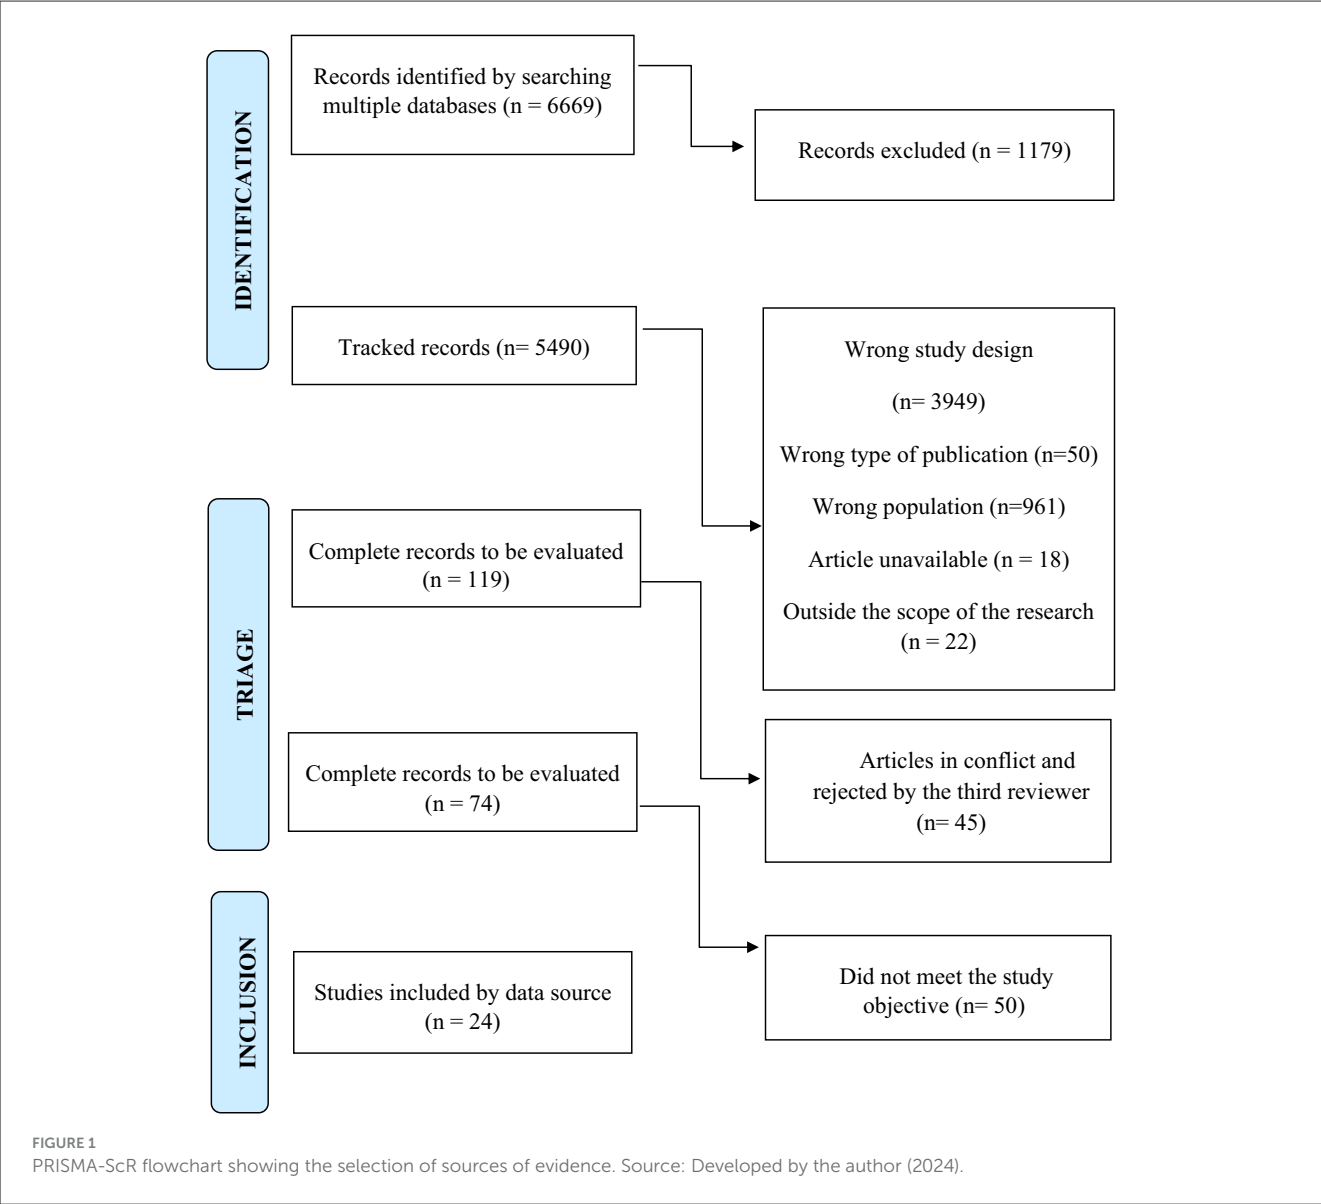 IDENTIFICATION
Records identified by searching
multiple databases (n = 6669)
Records excluded (n = 1179)
Tracked records (n= 5490)
Wrong study design
(n= 3949)
Wrong type of publication (n=50)
Wrong population (n=961)
Article unavailable (n = 18)
Outside the scope of the research
(n = 22)
TRIAGE
Complete records to be evaluated
(n = 119)
Articles in conflict and
rejected by the third reviewer
(n= 45)
Complete records to be evaluated
(n = 74)
Did not meet the study
objective (n= 50)
INCLUSION
Studies included by data source
(n = 24)
FIGURE 1
PRISMA-ScR flowchart showing the selection of sources of evidence. Source: Developed by the author (2024).